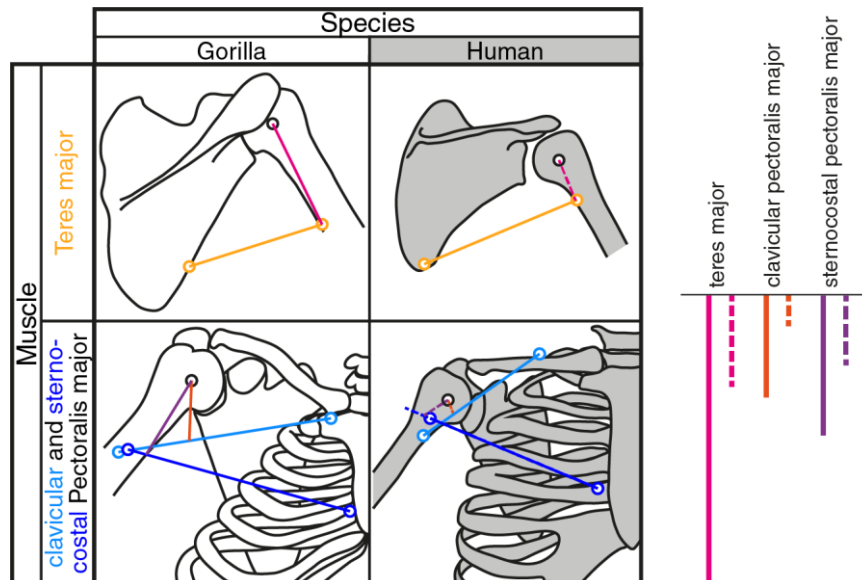 Species
Gorilla
Human
Muscle
Teres major
clavicular and sterno-
costal Pectoralis major
teres major
clavicular pectoralis major
sternocostal pectoralis major